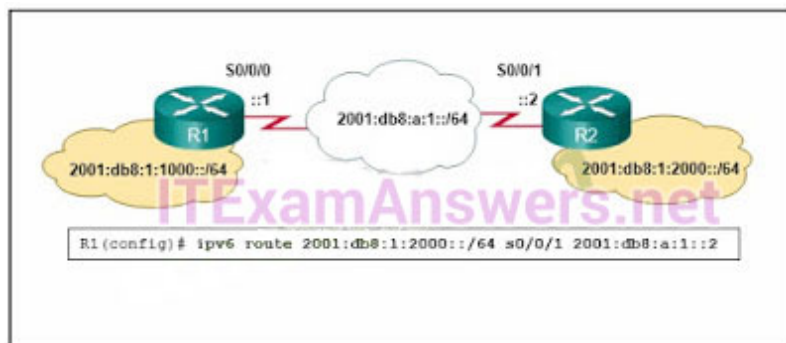 S0/0/0
S0/0/1
::1
::2
2001:db8:a:1::/64
R1
R2
2001:db8:1:1000::/64
2001:db8:1:2000::/64
ITExamAnswers.net
R1(config)# ipv6 route 2001:db8:1:2000::/64 s0/0/1 2001:db8:a:1::2